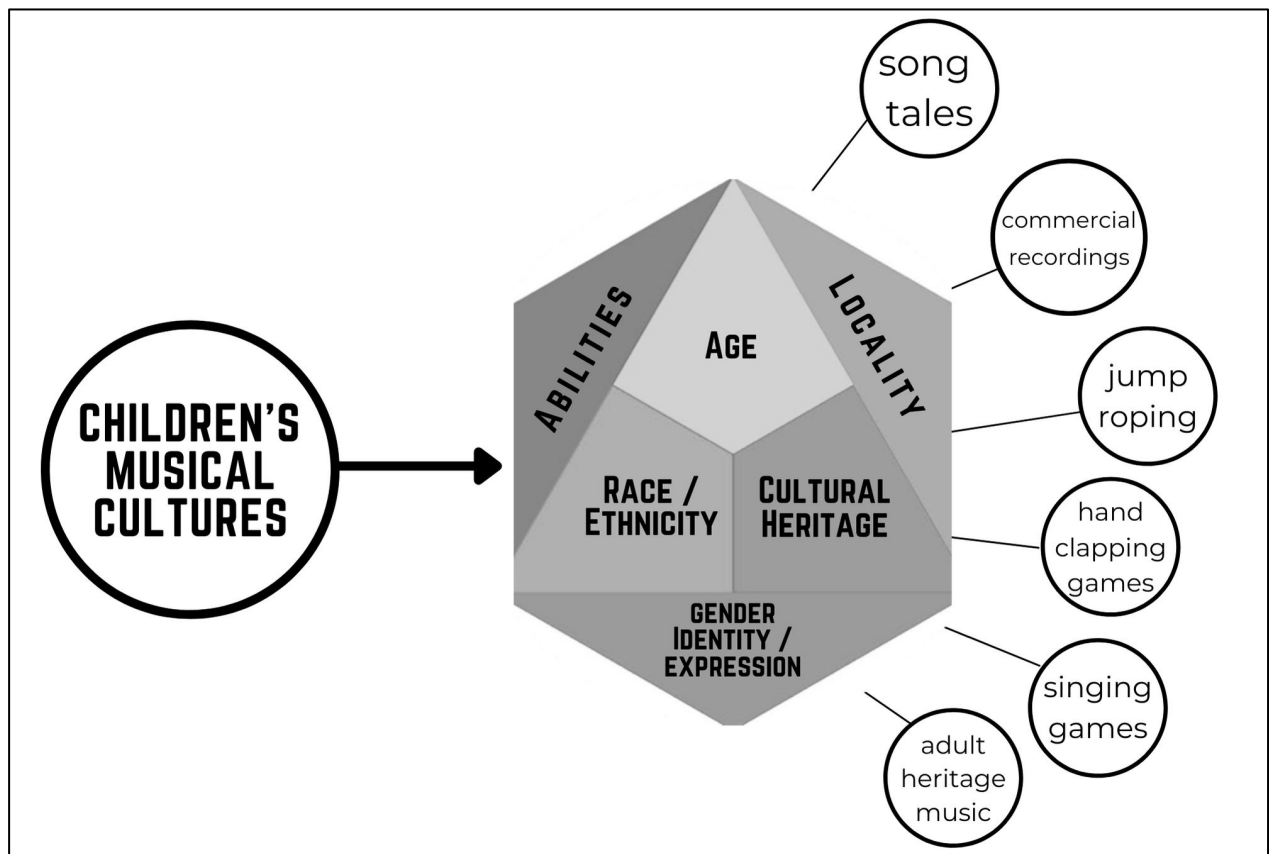 CHILDREN'S
MUSICAL
CULTURES
ABILITIES
AGE
LOCALITY
RACE /
ETHNICITY
CULTURAL
HERITAGE
GENDER
IDENTITY /
EXPRESSION
song
tales
commercial
recordings
jump
roping
hand
clapping
games
singing
games
adult
heritage
music